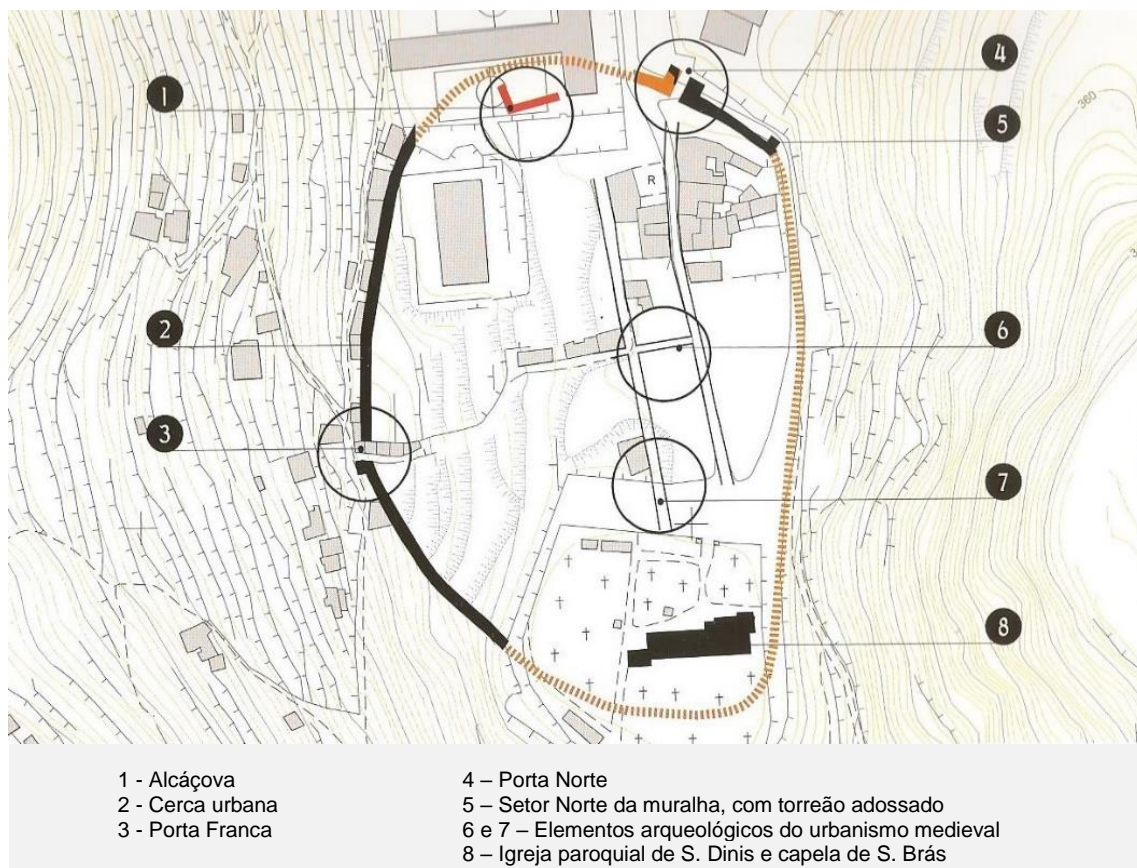 1
2
3
4
5
6
7
8
360
R
1 - Alcáçova
2 - Cerca urbana
3 - Porta Franca
4 – Porta Norte
5 – Setor Norte da muralha, com torreão adossado
6 e 7 – Elementos arqueológicos do urbanismo medieval
8 – Igreja paroquial de S. Dinis e capela de S. Brás